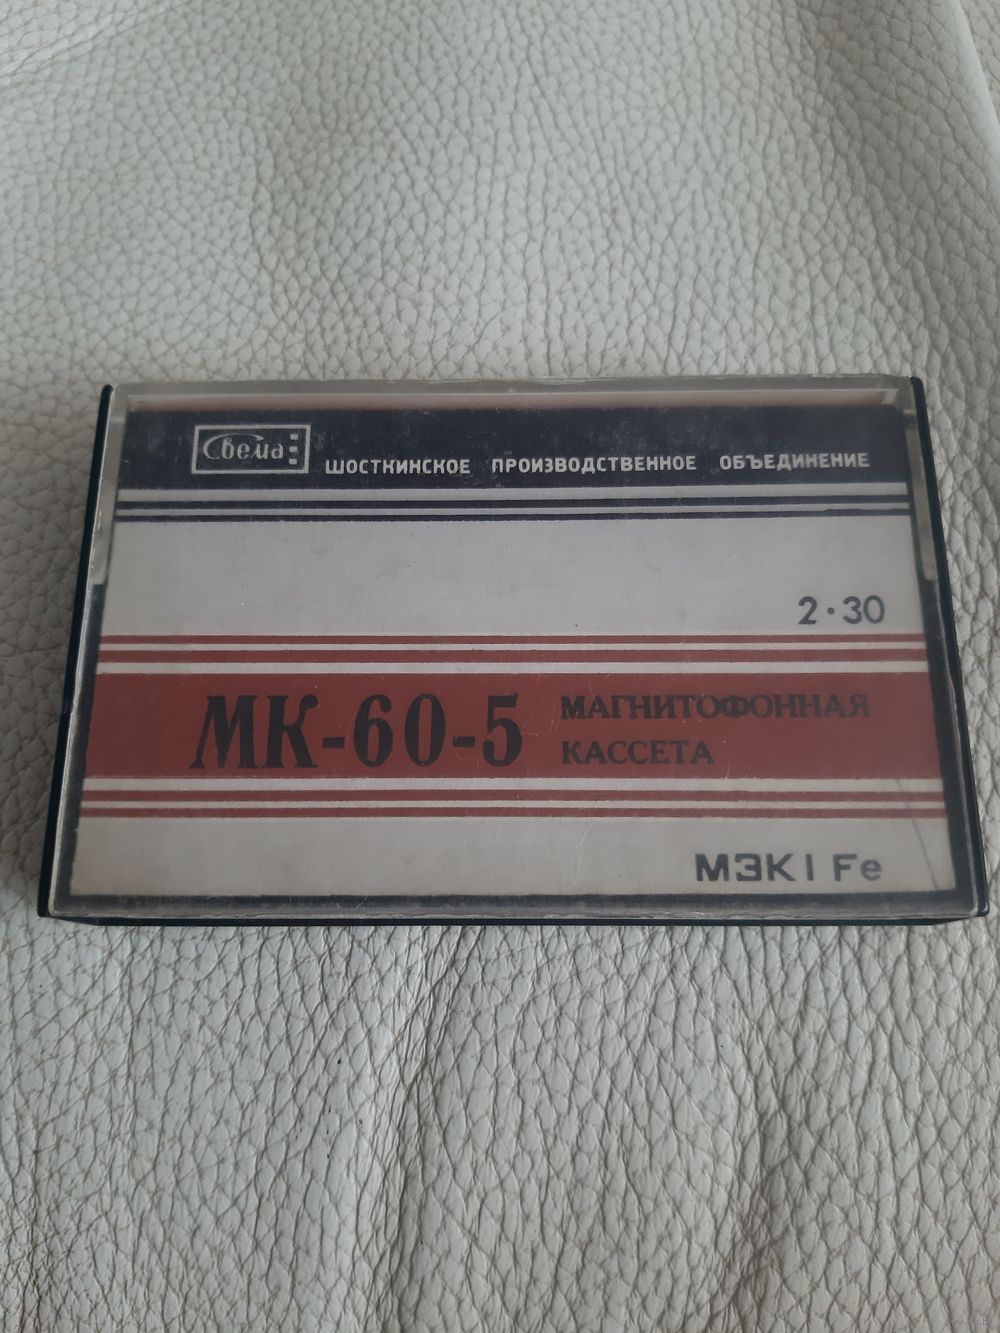 Свема
ШОСТКИНСКОЕ ПРОИЗВОДСТВЕННОЕ ОБЪЕДИНЕНИЕ
2·30
МК-60-5 МАГНИТОФОННАЯ
КАССЕТА
МЭК I Fe